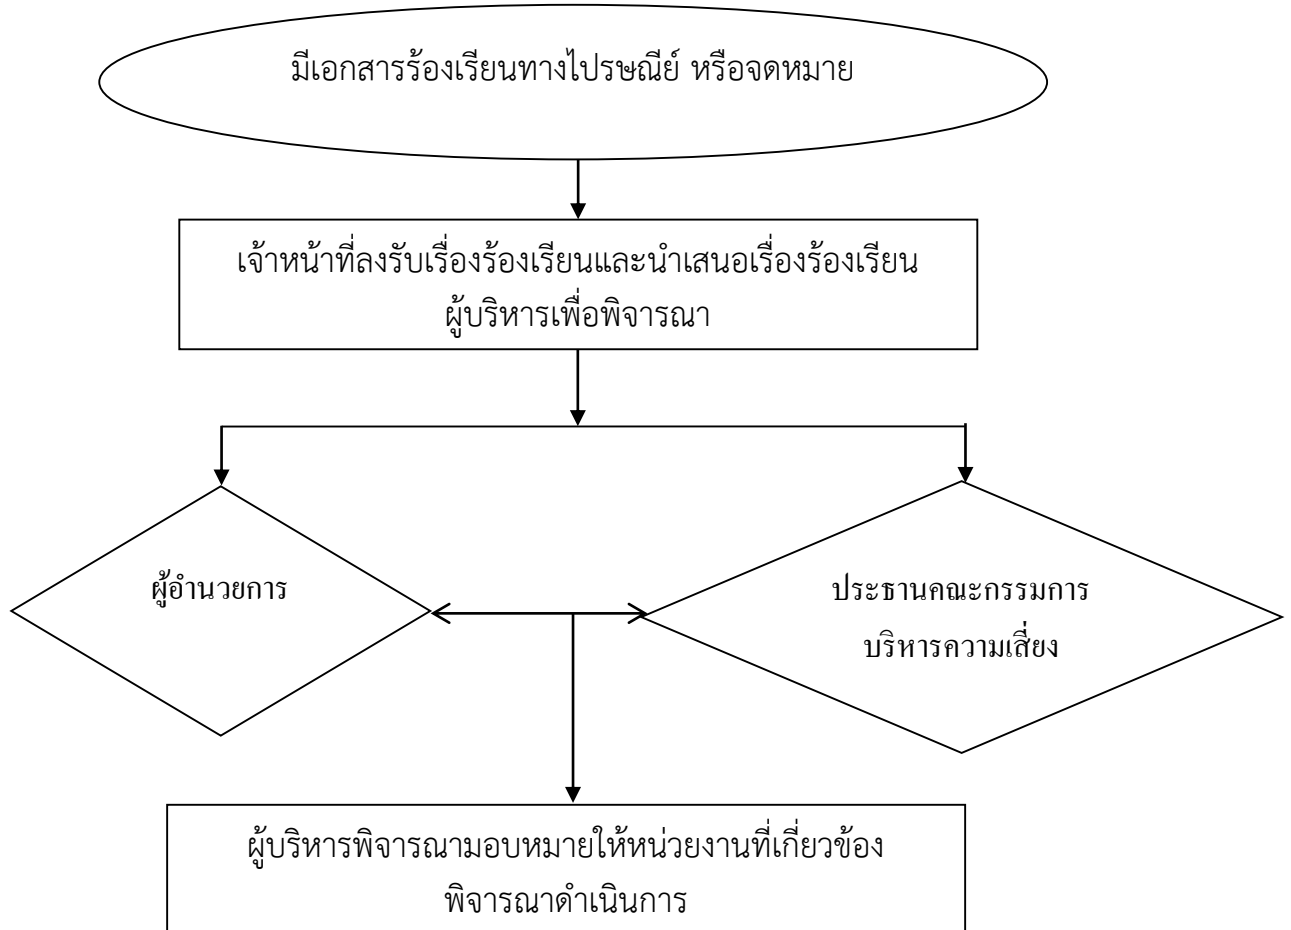 มีเอกสารร้องเรียนทางไปรษณีย์ หรือจดหมาย
เจ้าหน้าที่ลงรับเรื่องร้องเรียนและนำเสนอเรื่องร้องเรียน
ผู้บริหารเพื่อพิจารณา
ผู้อำนวยการ
ประธานคณะกรรมการ
บริหารความเสี่ยง
ผู้บริหารพิจารณามอบหมายให้หน่วยงานที่เกี่ยวข้อง
พิจารณาดำเนินการ